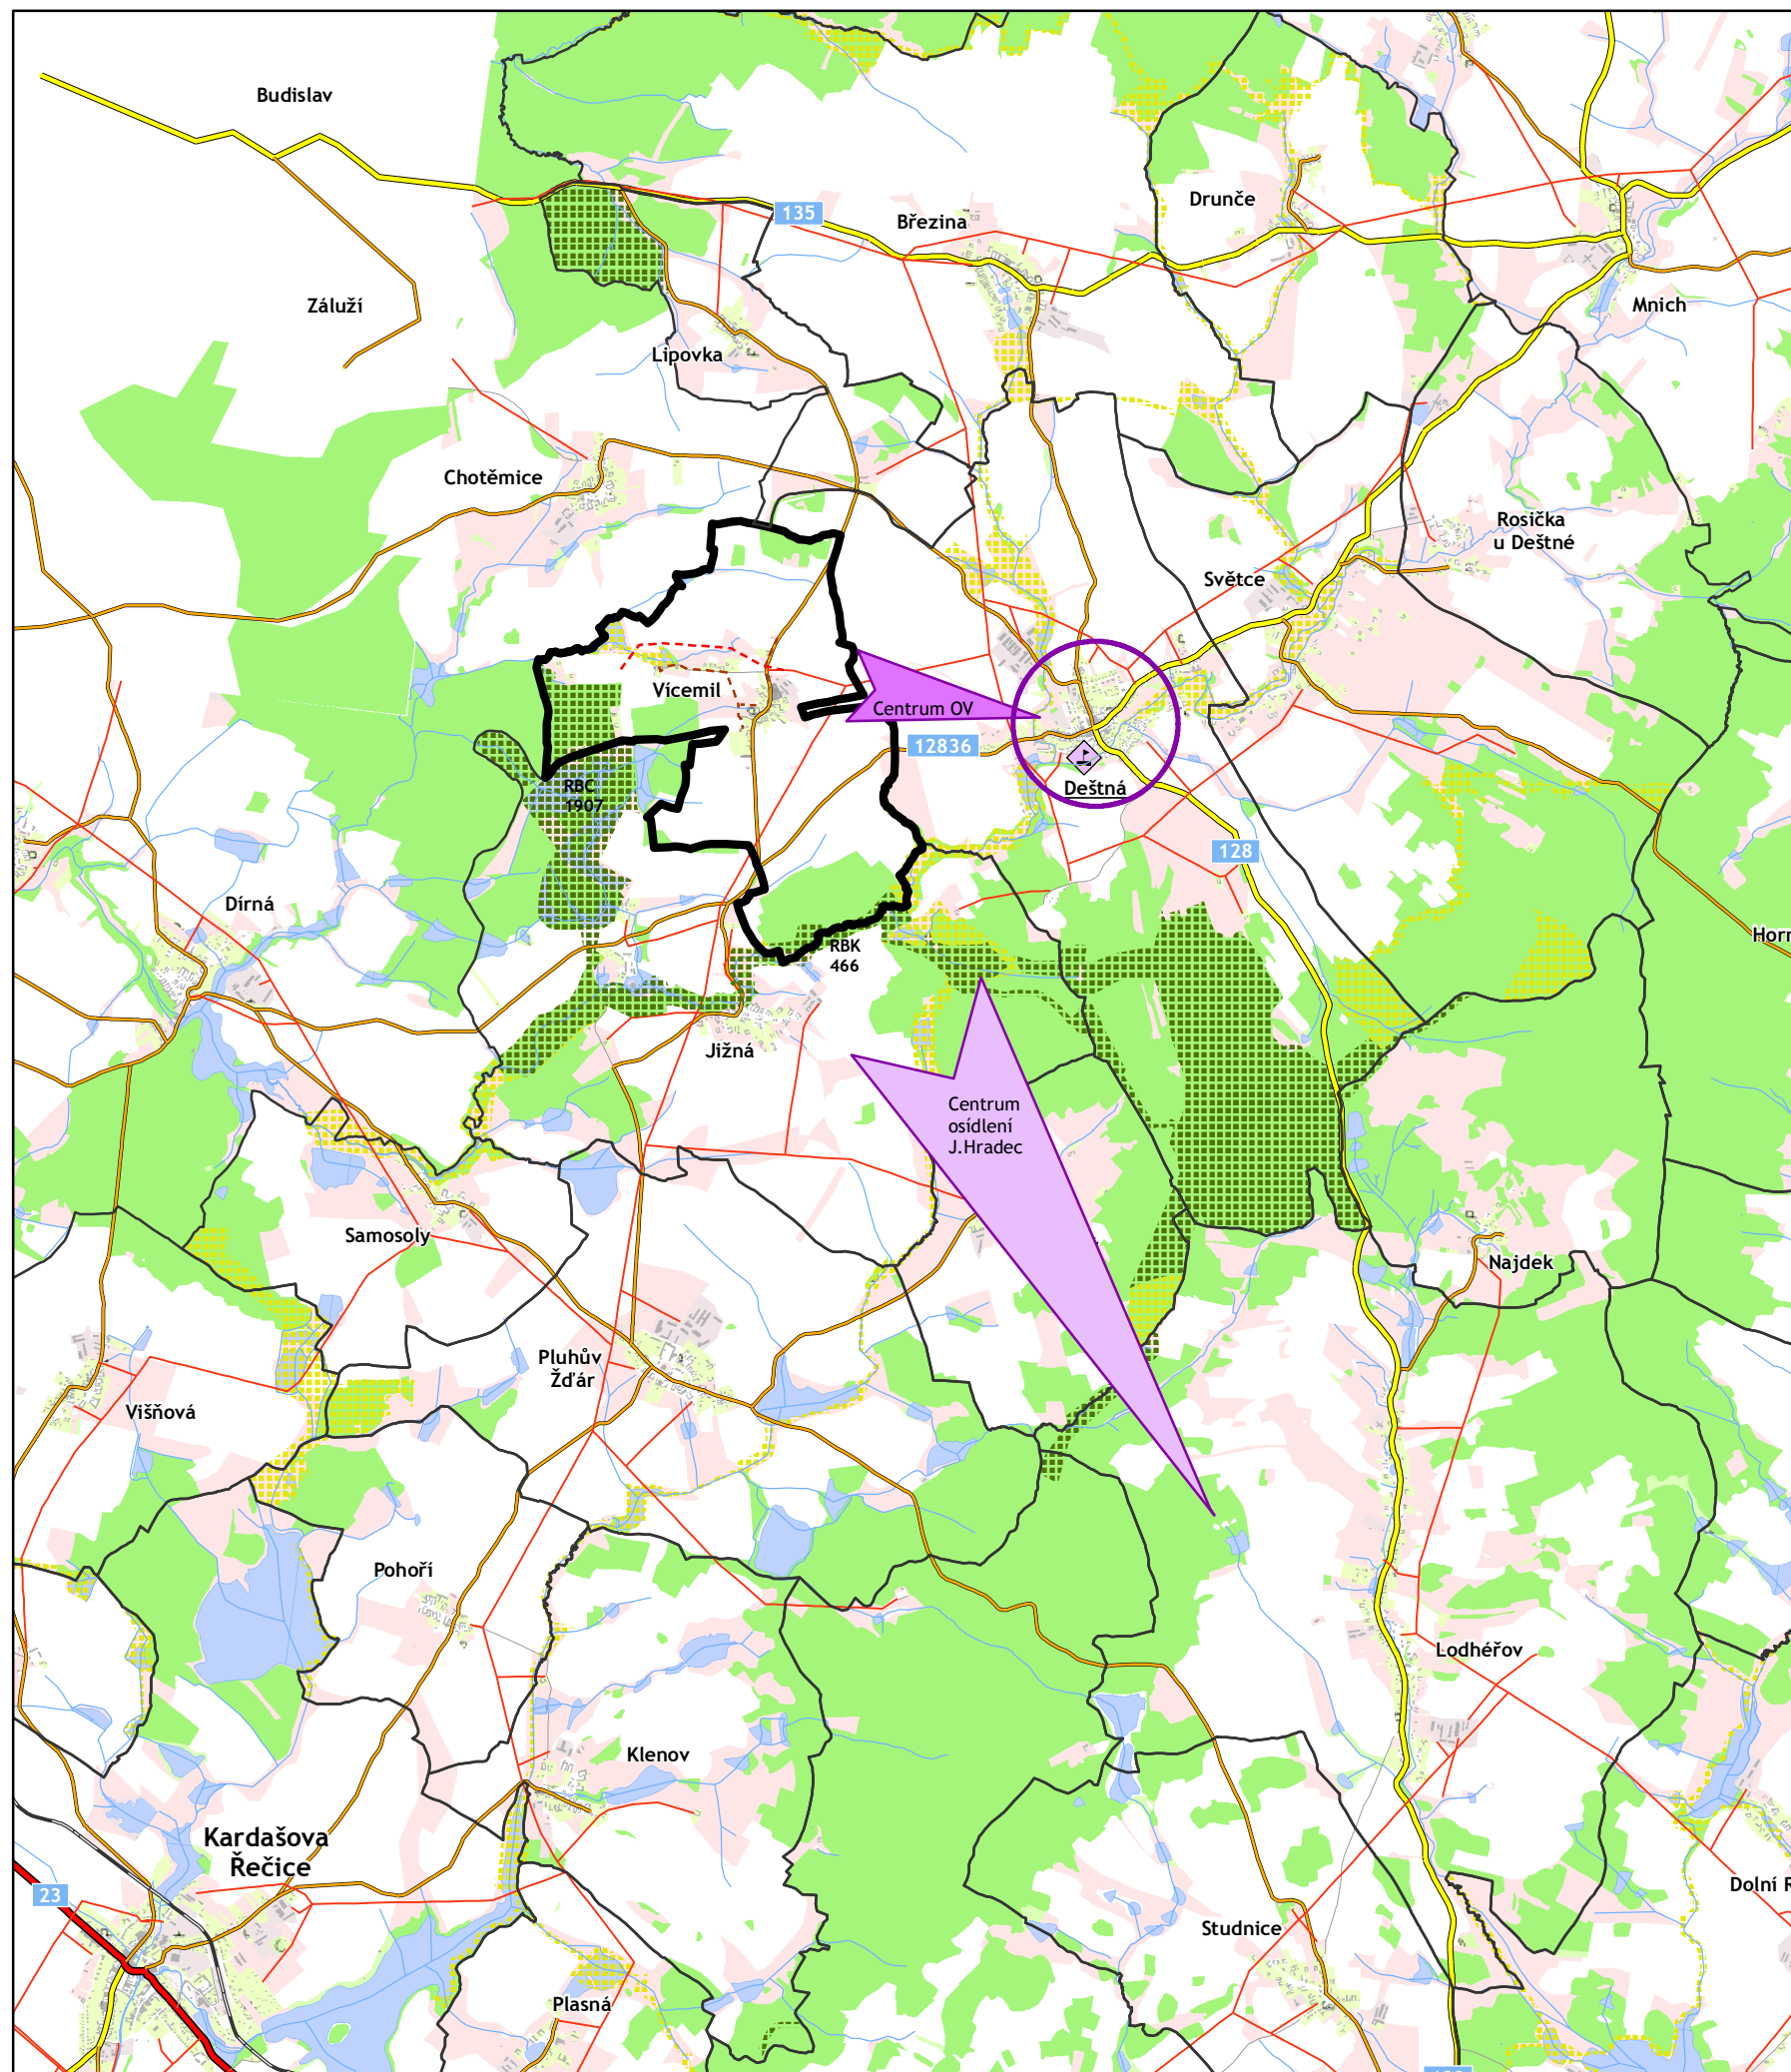 Budislav
135
Březina
Drunče
Záluží
Mnich
Lipovka
Chotěmice
Rosička
u Deštné
Světce
Vícemil
Centrum OV
12836
Deštná
RBC
1907
128
Dírná
RBK
466
Horn
Jižná
Centrum
osídlení
J.Hradec
Samosoly
Najdek
Pluhův
Žďár
Višňová
Pohoří
Lodhéřov
Klenov
Kardašova
Řečice
23
Dolní R
Studnice
Plasná